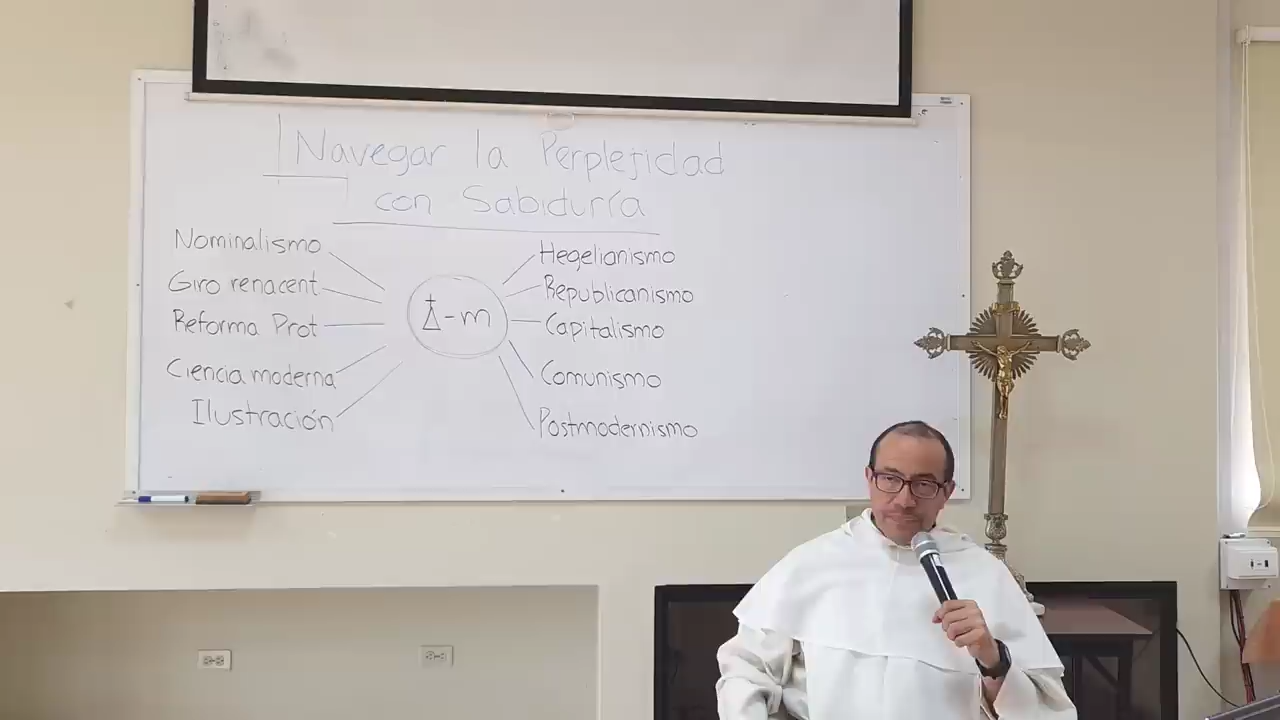 Navegar la Perplejidad
con Sabiduría
Nominalismo
Giro renacent
Reforma Prot
Ciencia moderna
Ilustración
-m
Hegelianismo
Republicanismo
Capitalismo
Comunismo
Postmodernismo